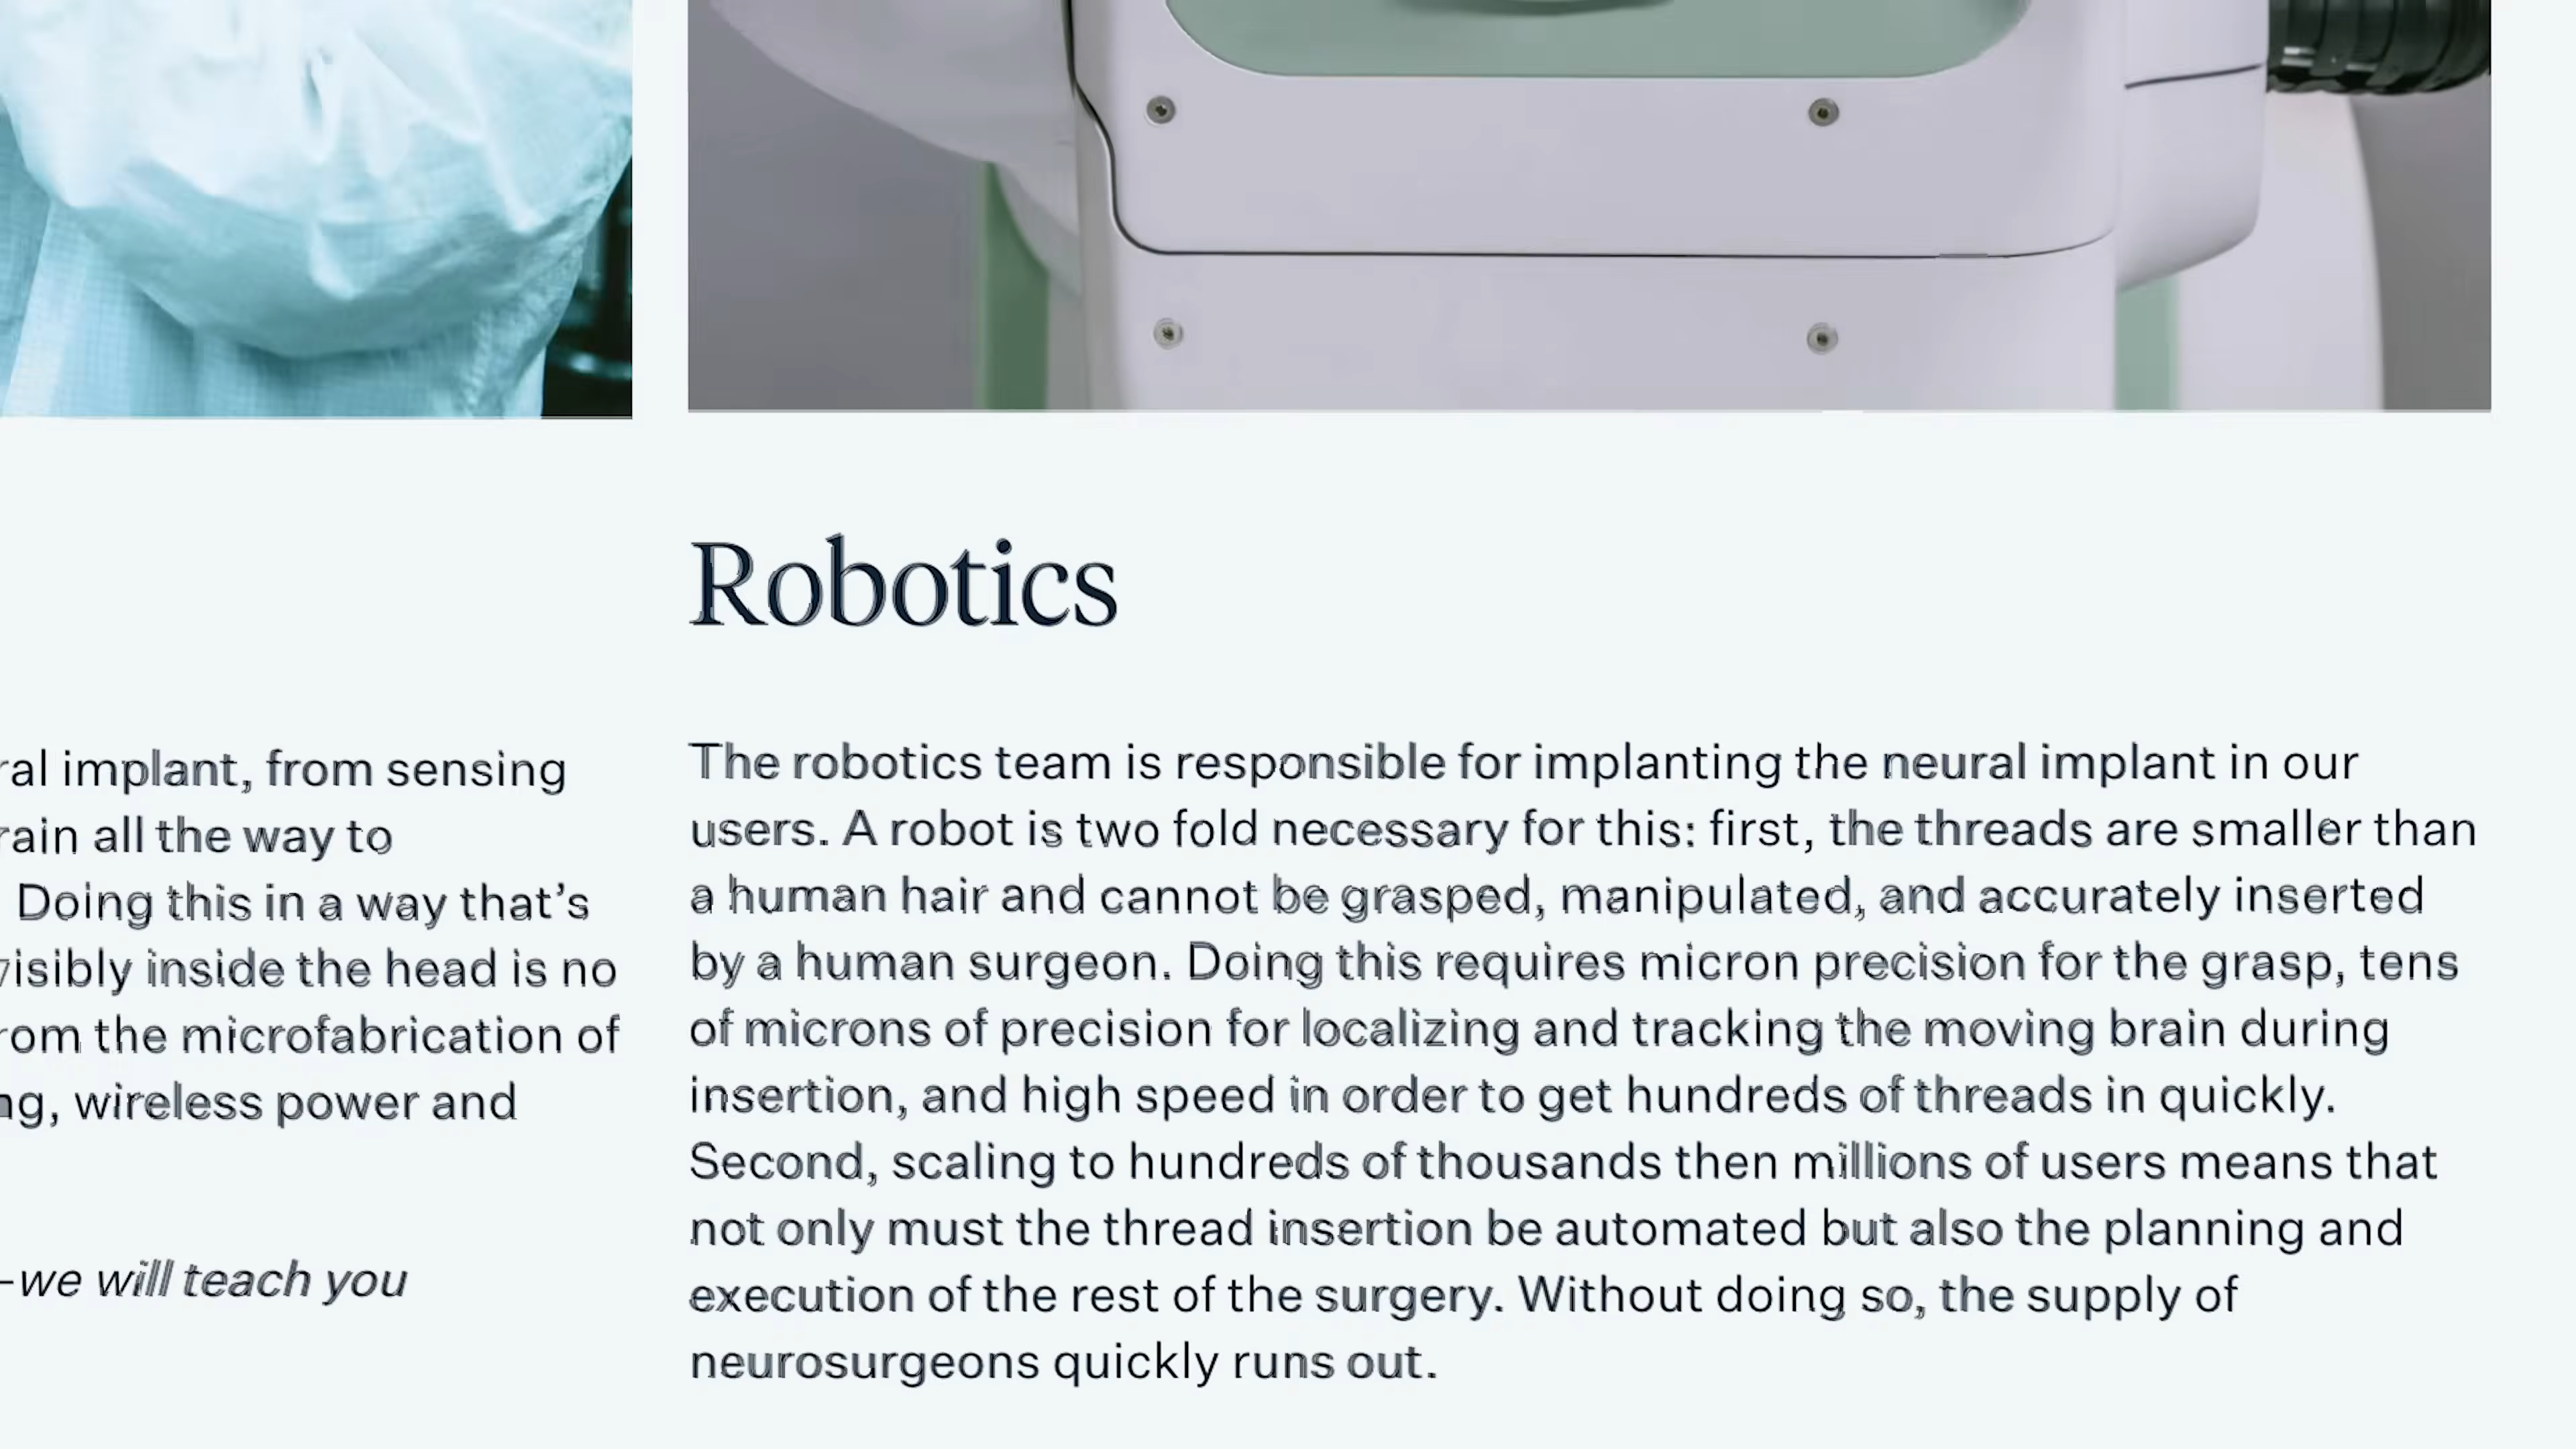 ral implant, from sensing
rain all the way to
Doing this in a way that’s
visibly inside the head is no
rom the microfabrication of
ng, wireless power and
-we will teach you
Robotics
The robotics team is responsible for implanting the neural implant in our
users. A robot is two fold necessary for this: first, the threads are smaller than
a human hair and cannot be grasped, manipulated, and accurately inserted
by a human surgeon. Doing this requires micron precision for the grasp, tens
of microns of precision for localizing and tracking the moving brain during
insertion, and high speed in order to get hundreds of threads in quickly.
Second, scaling to hundreds of thousands then millions of users means that
not only must the thread insertion be automated but also the planning and
execution of the rest of the surgery. Without doing so, the supply of
neurosurgeons quickly runs out.